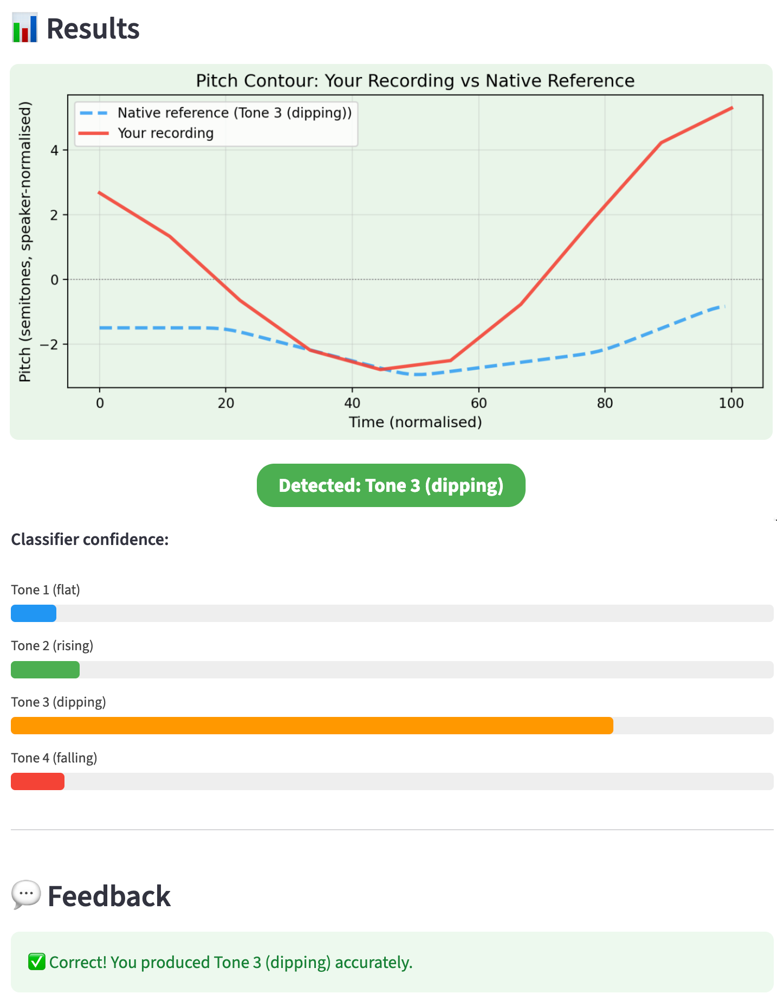 📊 Results
Pitch Contour: Your Recording vs Native Reference
Native reference (Tone 3 (dipping))
Your recording
Pitch (semitones, speaker-normalised)
4
2
0
−2
0 20 40 60 80 100
Time (normalised)
Detected: Tone 3 (dipping)
Classifier confidence:
Tone 1 (flat)
Tone 2 (rising)
Tone 3 (dipping)
Tone 4 (falling)
💬 Feedback
✅ Correct! You produced Tone 3 (dipping) accurately.